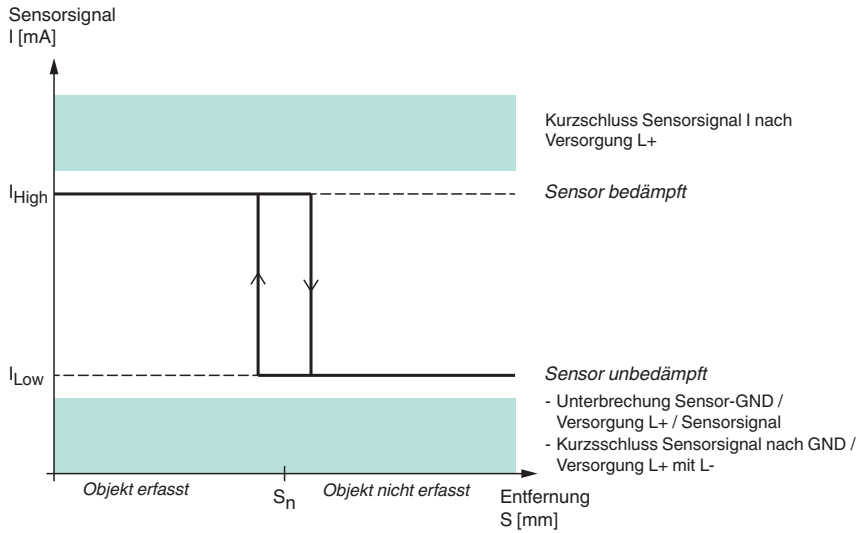 Sensorsignal
I [mA]
Kurzschluss Sensorsignal I nach
Versorgung L+
IHigh
Sensor bedämpft
ILow
Sensor unbedämpft
- Unterbrechung Sensor-GND /
Versorgung L+ / Sensorsignal
- Kurzsschluss Sensorsignal nach GND /
Versorgung L+ mit L-
Objekt erfasst
Sn
Objekt nicht erfasst
Entfernung
S [mm]